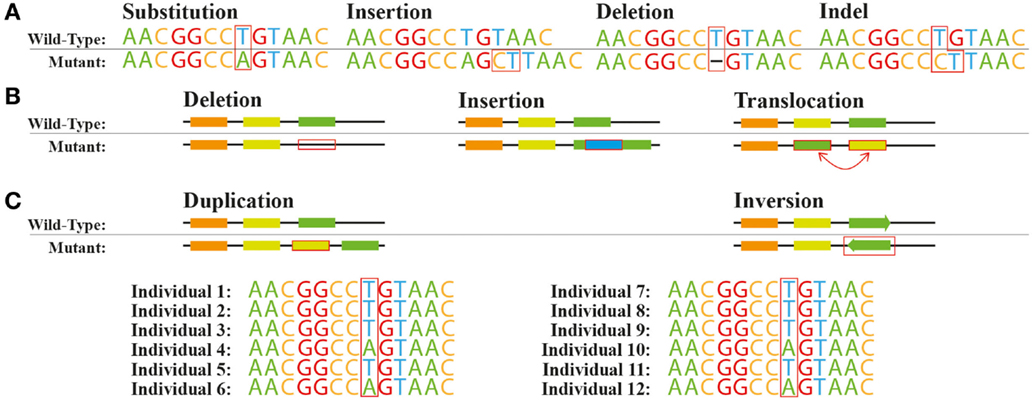 A Substitution Insertion Deletion Indel
Wild-Type: AACGGCCTGTAAC AACGGCCTGTAAC AACGGCCTGTAAC AACGGCCTGTAAC
Mutant: AACGGCCAGTAAC AACGGCCAGCTTAAC AACGGCC–GTAAC AACGGCCCTTAAC
B Deletion Insertion Translocation
Wild-Type:
Mutant:
C Duplication Inversion
Wild-Type:
Mutant:
Individual 1: AACGGCCTGTAAC Individual 7: AACGGCCTGTAAC
Individual 2: AACGGCCTGTAAC Individual 8: AACGGCCTGTAAC
Individual 3: AACGGCCTGTAAC Individual 9: AACGGCCTGTAAC
Individual 4: AACGGCCAGTAAC Individual 10: AACGGCCAGTAAC
Individual 5: AACGGCCTGTAAC Individual 11: AACGGCCTGTAAC
Individual 6: AACGGCCAGTAAC Individual 12: AACGGCCAGTAAC